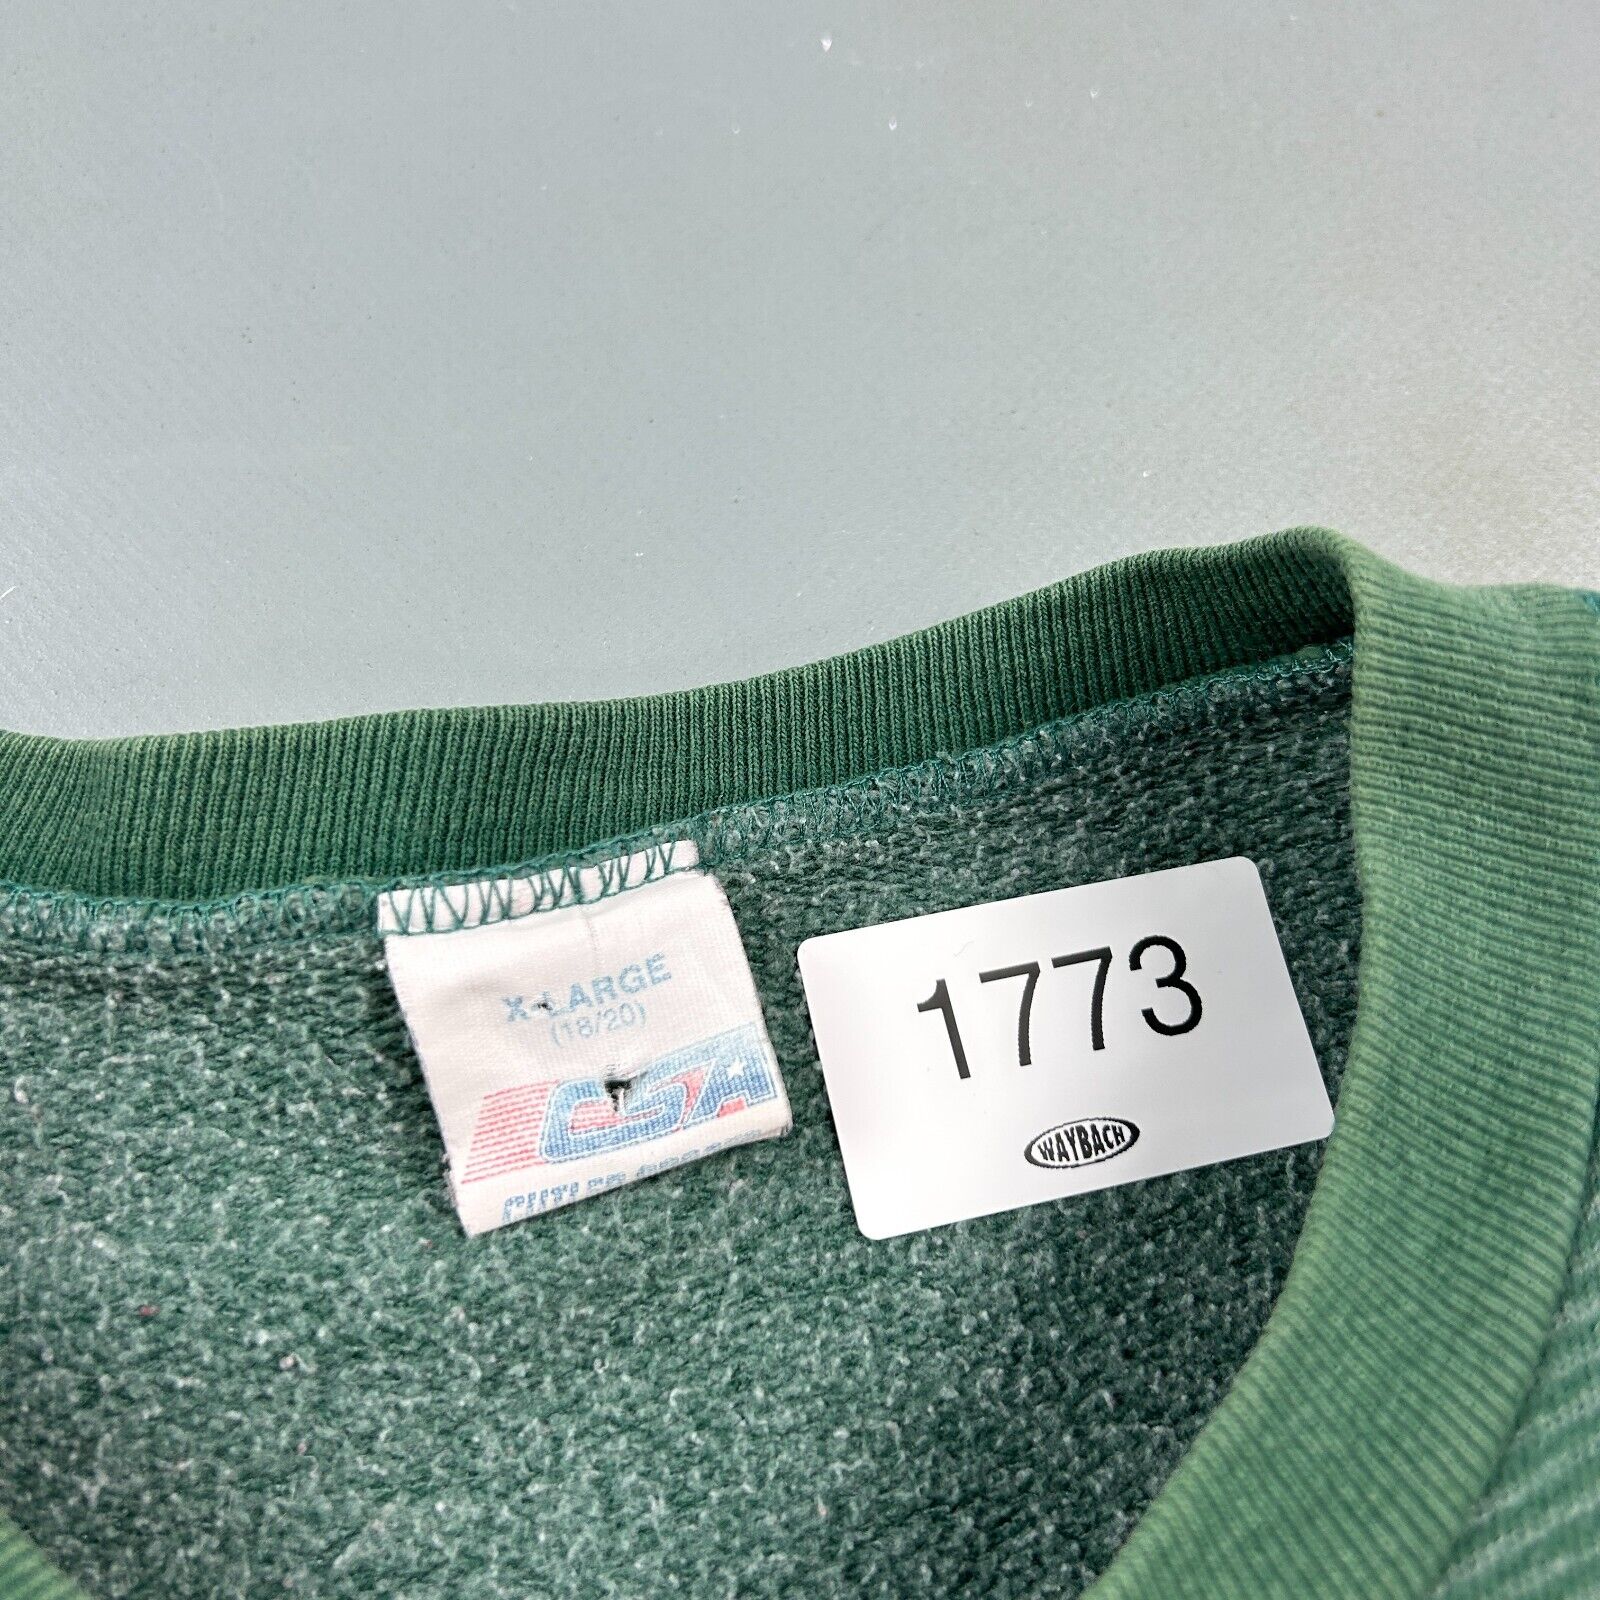 X-LARGE
(18/20)
CSA
1773
WAYBACH